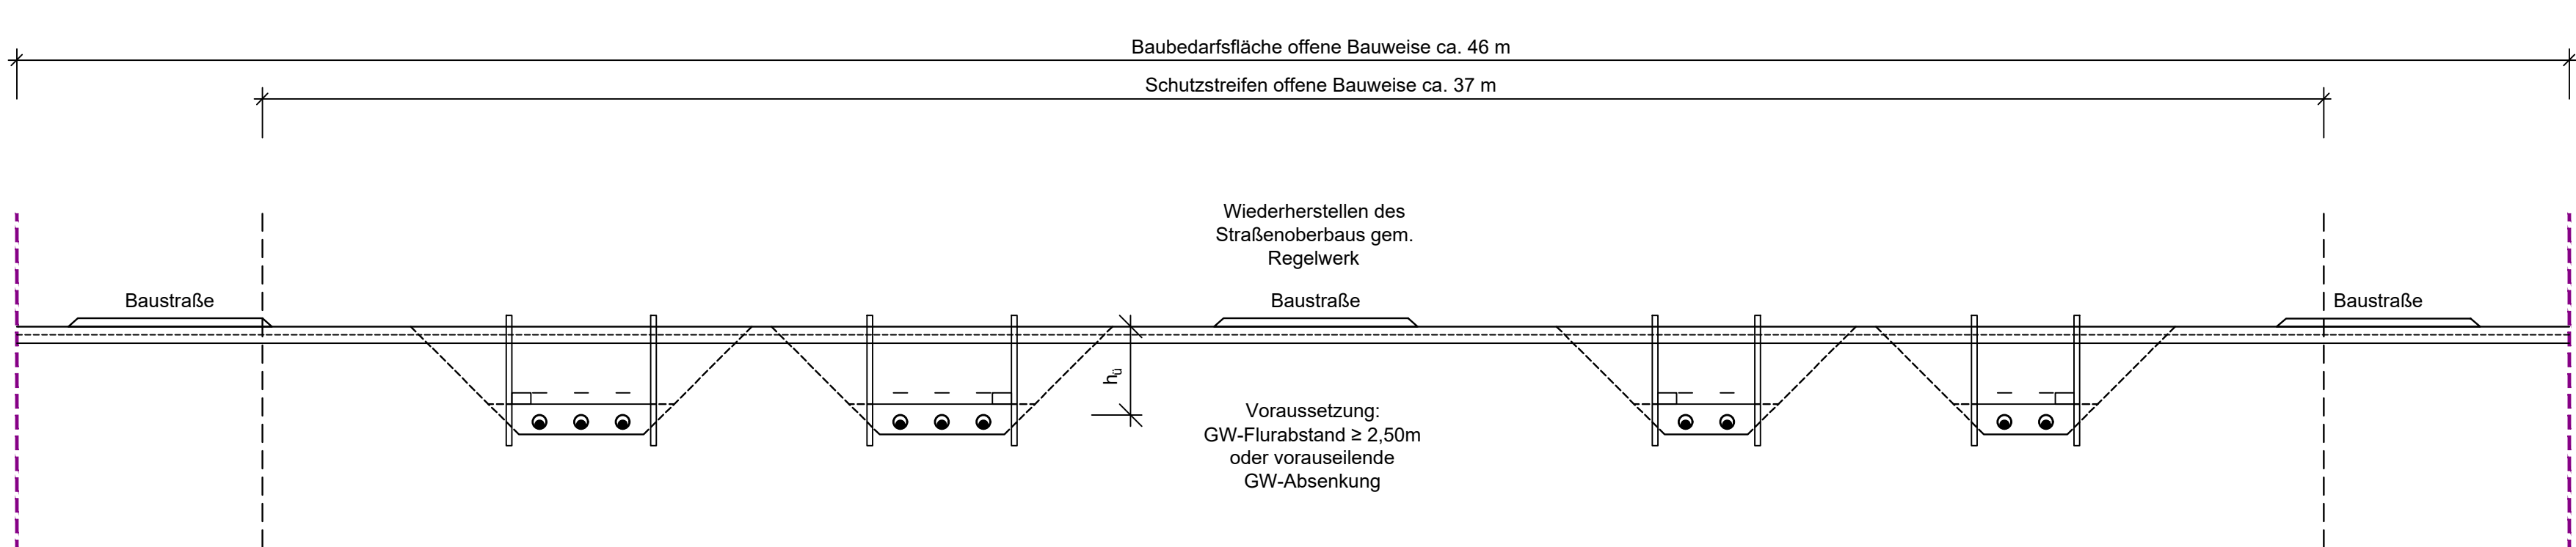 Baubedarfsfläche offene Bauweise ca. 46 m
Schutzstreifen offene Bauweise ca. 37 m
Wiederherstellen des
Straßenoberbaus gem.
Regelwerk
Baustraße
Baustraße
Baustraße
hü
Voraussetzung:
GW-Flurabstand ≥ 2,50m
oder vorauseilende
GW-Absenkung